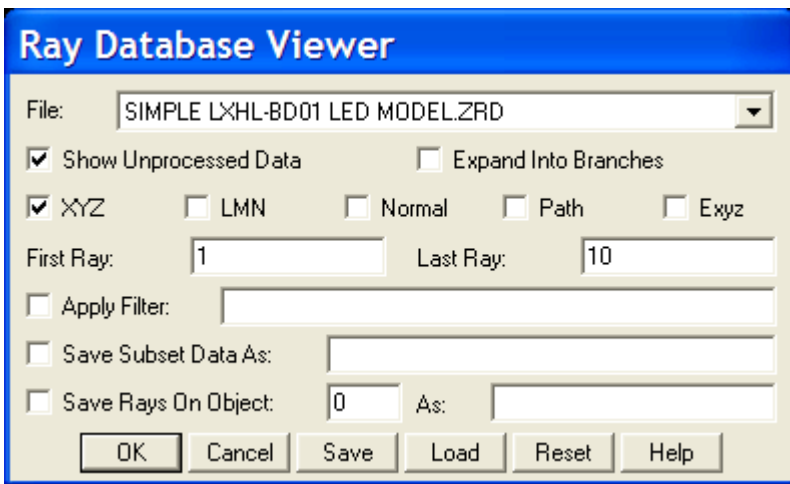 Ray Database Viewer
File: SIMPLE LXHL-BD01 LED MODEL.ZRD
Show Unprocessed Data Expand Into Branches
XYZ LMN Normal Path Exyz
First Ray: 1 Last Ray: 10
Apply Filter:
Save Subset Data As:
Save Rays On Object: 0 As:
OK Cancel Save Load Reset Help